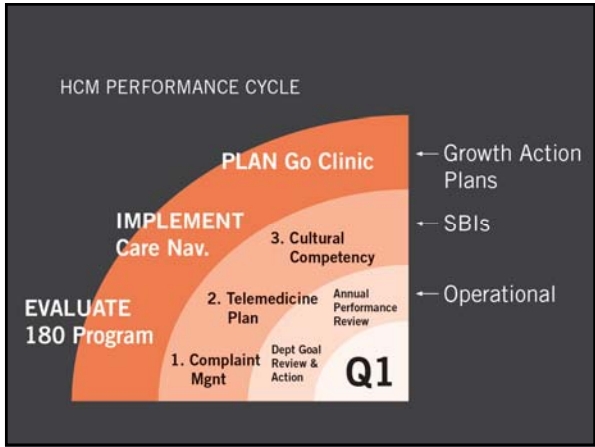 HCM PERFORMANCE CYCLE
PLAN Go Clinic
← Growth Action
Plans
IMPLEMENT
Care Nav.
← SBIs
3. Cultural
Competency
EVALUATE
180 Program
2. Telemedicine
Plan
Annual
Performance
Review
← Operational
1. Complaint
Mgnt
Dept Goal
Review &
Action
Q1